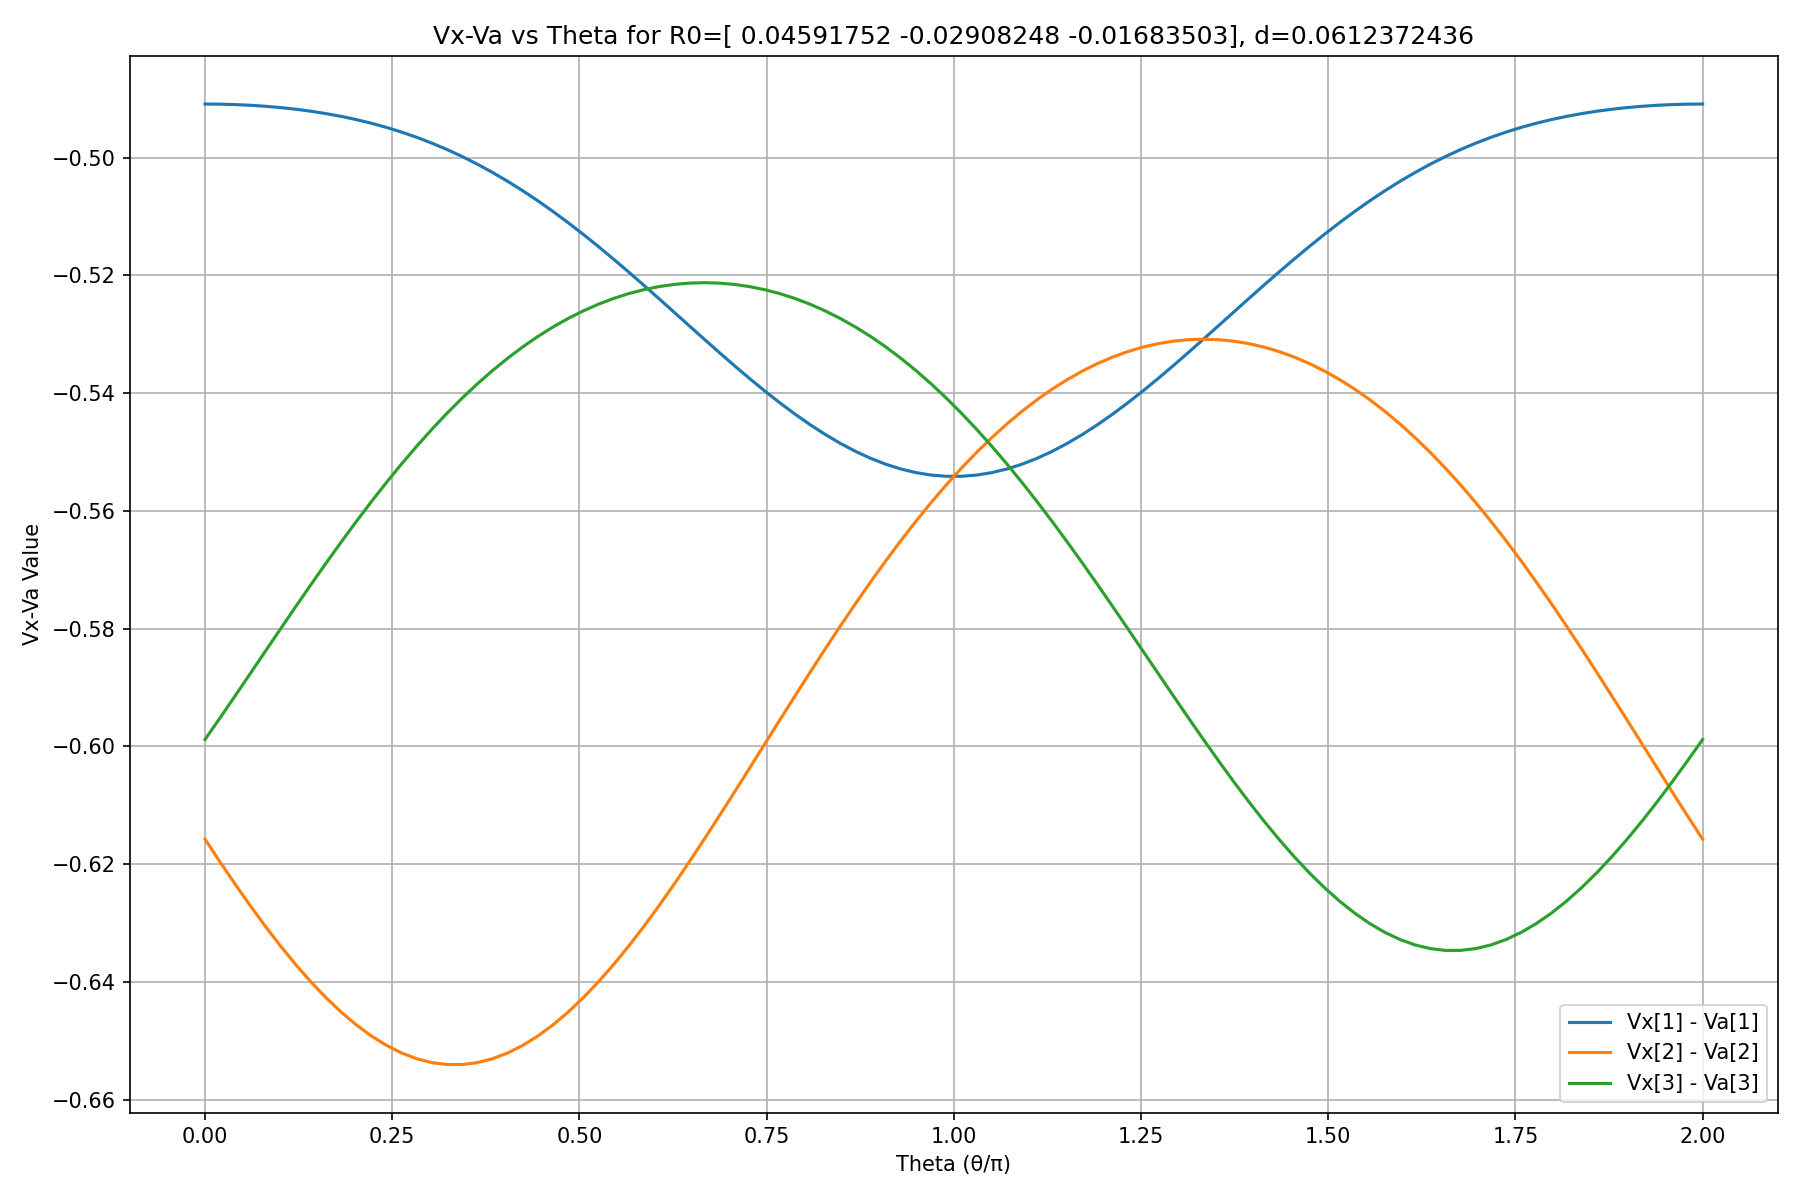 Vx-Va vs Theta for R0=[ 0.04591752 -0.02908248 -0.01683503], d=0.0612372436
Vx-Va Value
−0.50
−0.52
−0.54
−0.56
−0.58
−0.60
−0.62
−0.64
−0.66
Vx[1] - Va[1]
Vx[2] - Va[2]
Vx[3] - Va[3]
0.00 0.25 0.50 0.75 1.00 1.25 1.50 1.75 2.00
Theta (θ/π)